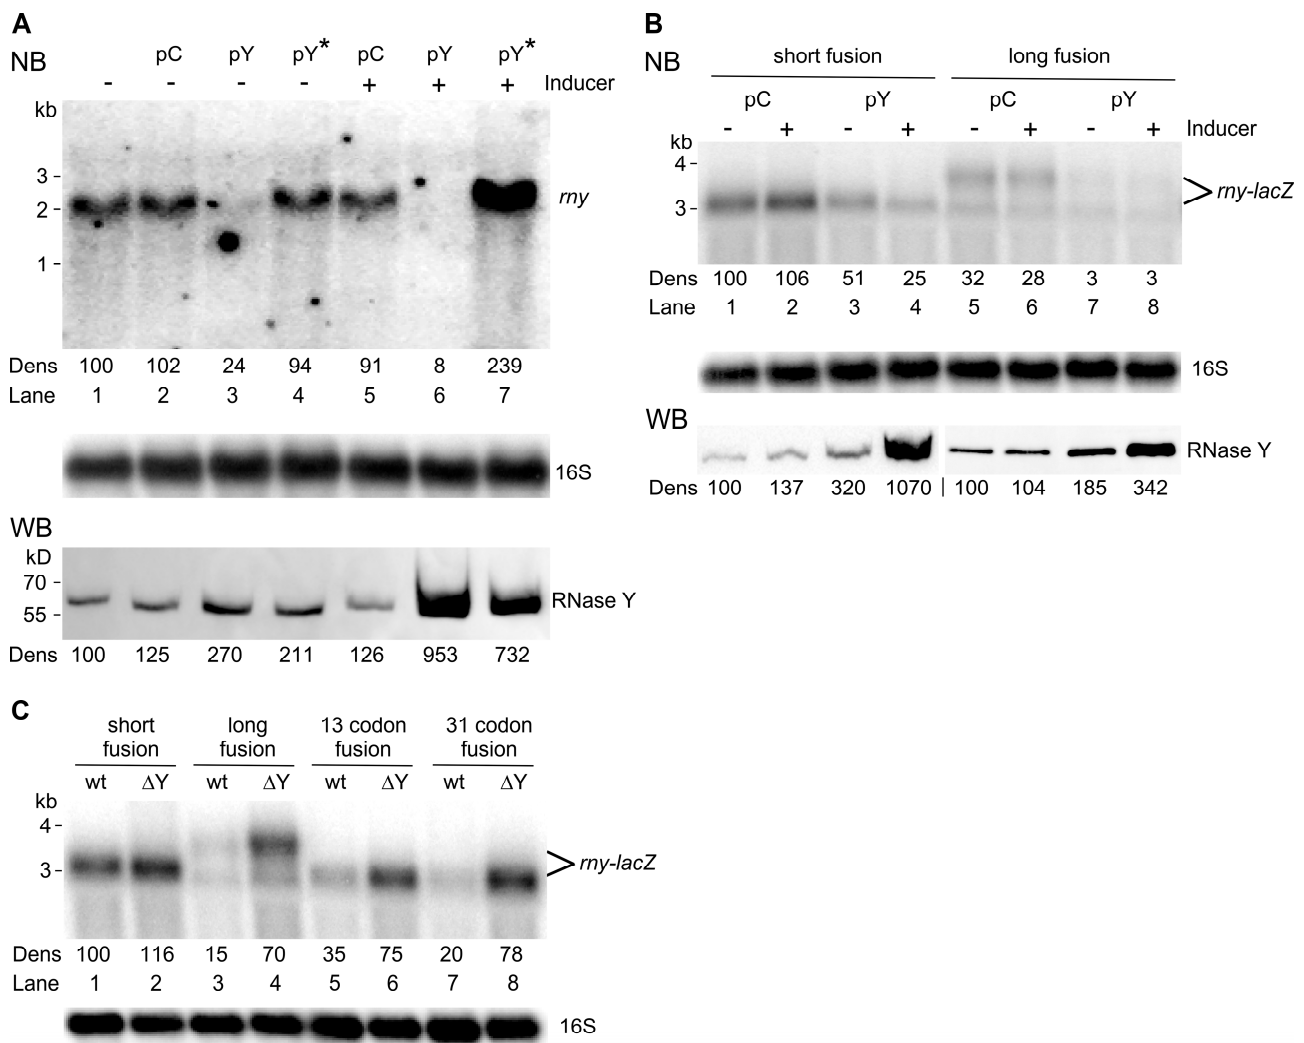 A
NB
pC pY pY* pC pY pY*
- - - - + + + Inducer
kb
3
2
1
rny
Dens 100 102 24 94 91 8 239
Lane 1 2 3 4 5 6 7
16S
WB
kD
70
55
RNase Y
Dens 100 125 270 211 126 953 732
B
NB
short fusion long fusion
pC pY pC pY
- + - + - + - + Inducer
kb
4
3
rny-lacZ
Dens 100 106 51 25 32 28 3 3
Lane 1 2 3 4 5 6 7 8
16S
WB
RNase Y
Dens 100 137 320 1070 | 100 104 185 342
C
short long 13 codon 31 codon
fusion fusion fusion fusion
wt ΔY wt ΔY wt ΔY wt ΔY
kb
4
3
rny-lacZ
Dens 100 116 15 70 35 75 20 78
Lane 1 2 3 4 5 6 7 8
16S